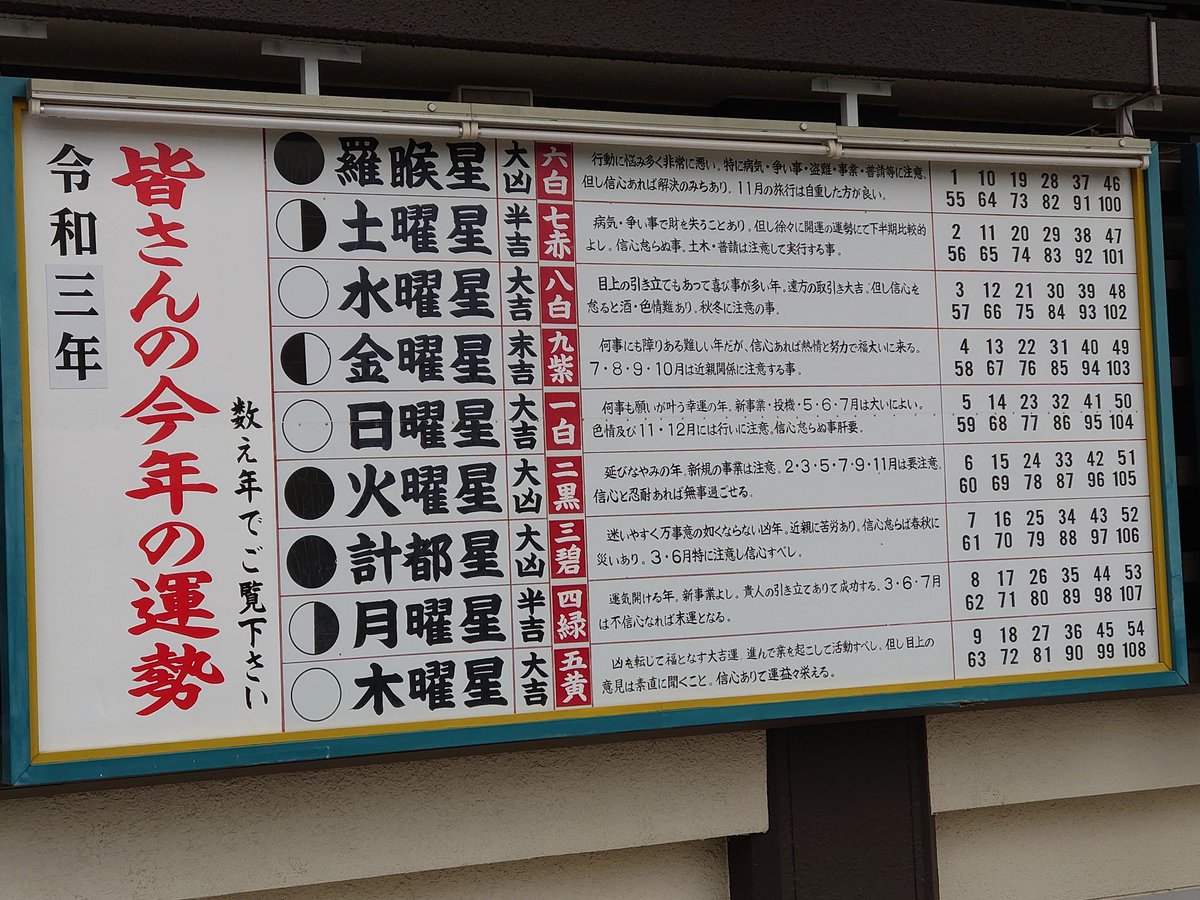 令和三年
皆さんの今年の運勢
数え年でご覧下さい
羅睺星 大凶 六白
行動に悩み多く非常に悪い。特に病気・争い事・盗難・事業・普請等に注意。
但し信心あれば解決のみちあり。11月の旅行は自重した方が良い。
1 10 19 28 37 46
55 64 73 82 91 100
土曜星 半吉 七赤
病気・争い事で財を失うことあり。但し徐々に開運の運勢にて下半期比較的
よし。信心怠らぬ事。土木・普請は注意して実行する事。
2 11 20 29 38 47
56 65 74 83 92 101
水曜星 大吉 八白
目上の引き立てもあって喜び事が多い年。遠方の取引き大吉。但し信心を
怠ると酒・色情難あり。秋冬に注意の事。
3 12 21 30 39 48
57 66 75 84 93 102
金曜星 末吉 九紫
何事にも障りある難しい年だが、信心あれば熱情と努力で福大いに来る。
7・8・9・10月は近親関係に注意する事。
4 13 22 31 40 49
58 67 76 85 94 103
日曜星 大吉 一白
何事も願いが叶う幸運の年。新事業・投機・5・6・7月は大いによい。
色情及び11・12月には行いに注意。信心怠らぬ事肝要。
5 14 23 32 41 50
59 68 77 86 95 104
火曜星 大凶 二黒
延びなやみの年。新規の事業は注意。2・3・5・7・9・11月は要注意。
信心と忍耐あれば無事過ごせる。
6 15 24 33 42 51
60 69 78 87 96 105
計都星 大凶 三碧
迷いやすく万事意の如くならない凶年。近親に苦労あり。信心怠らば春秋に
災いあり。3・6月特に注意し信心すべし。
7 16 25 34 43 52
61 70 79 88 97 106
月曜星 半吉 四緑
運気開ける年。新事業よし。貴人の引き立てありて成功する。3・6・7月
は不信心なれば末運となる。
8 17 26 35 44 53
62 71 80 89 98 107
木曜星 大吉 五黄
凶を転じて福となす大吉運。進んで業を起こして活動すべし。但し目上の
意見は素直に聞くこと。信心ありて運益々栄える。
9 18 27 36 45 54
63 72 81 90 99 108